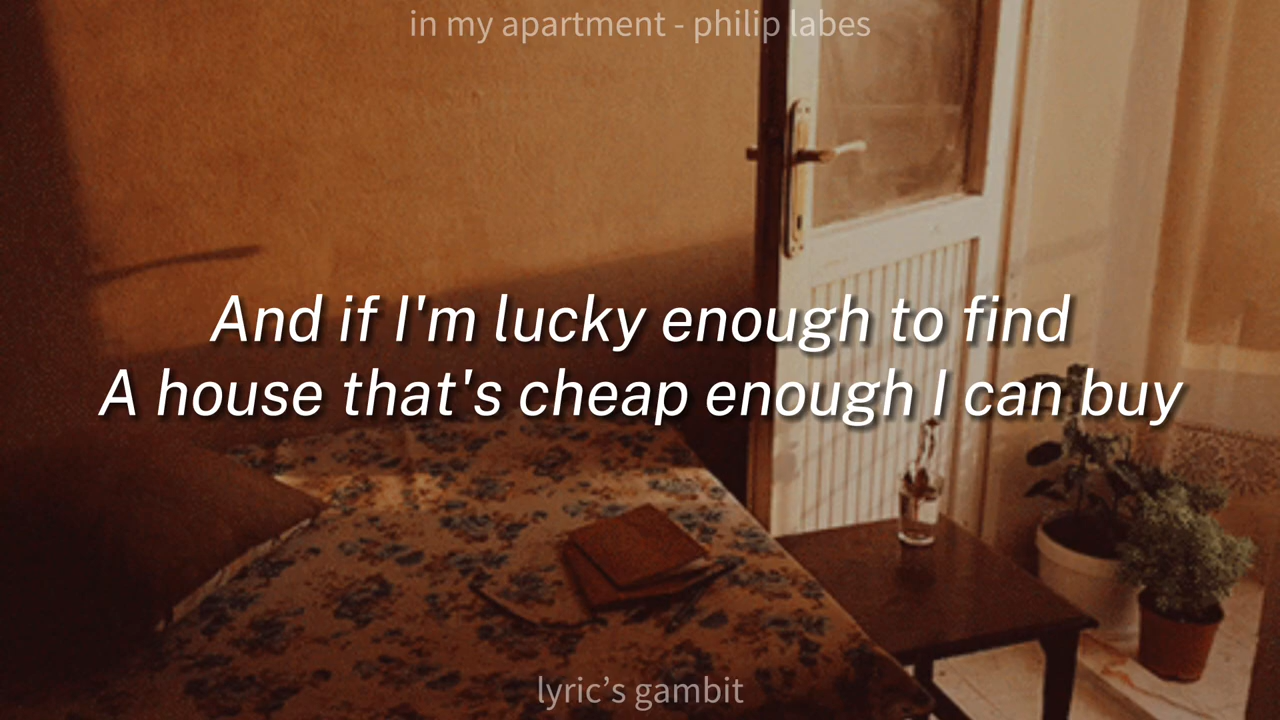 in my apartment - philip labes
And if I'm lucky enough to find
A house that's cheap enough I can buy
lyric’s gambit